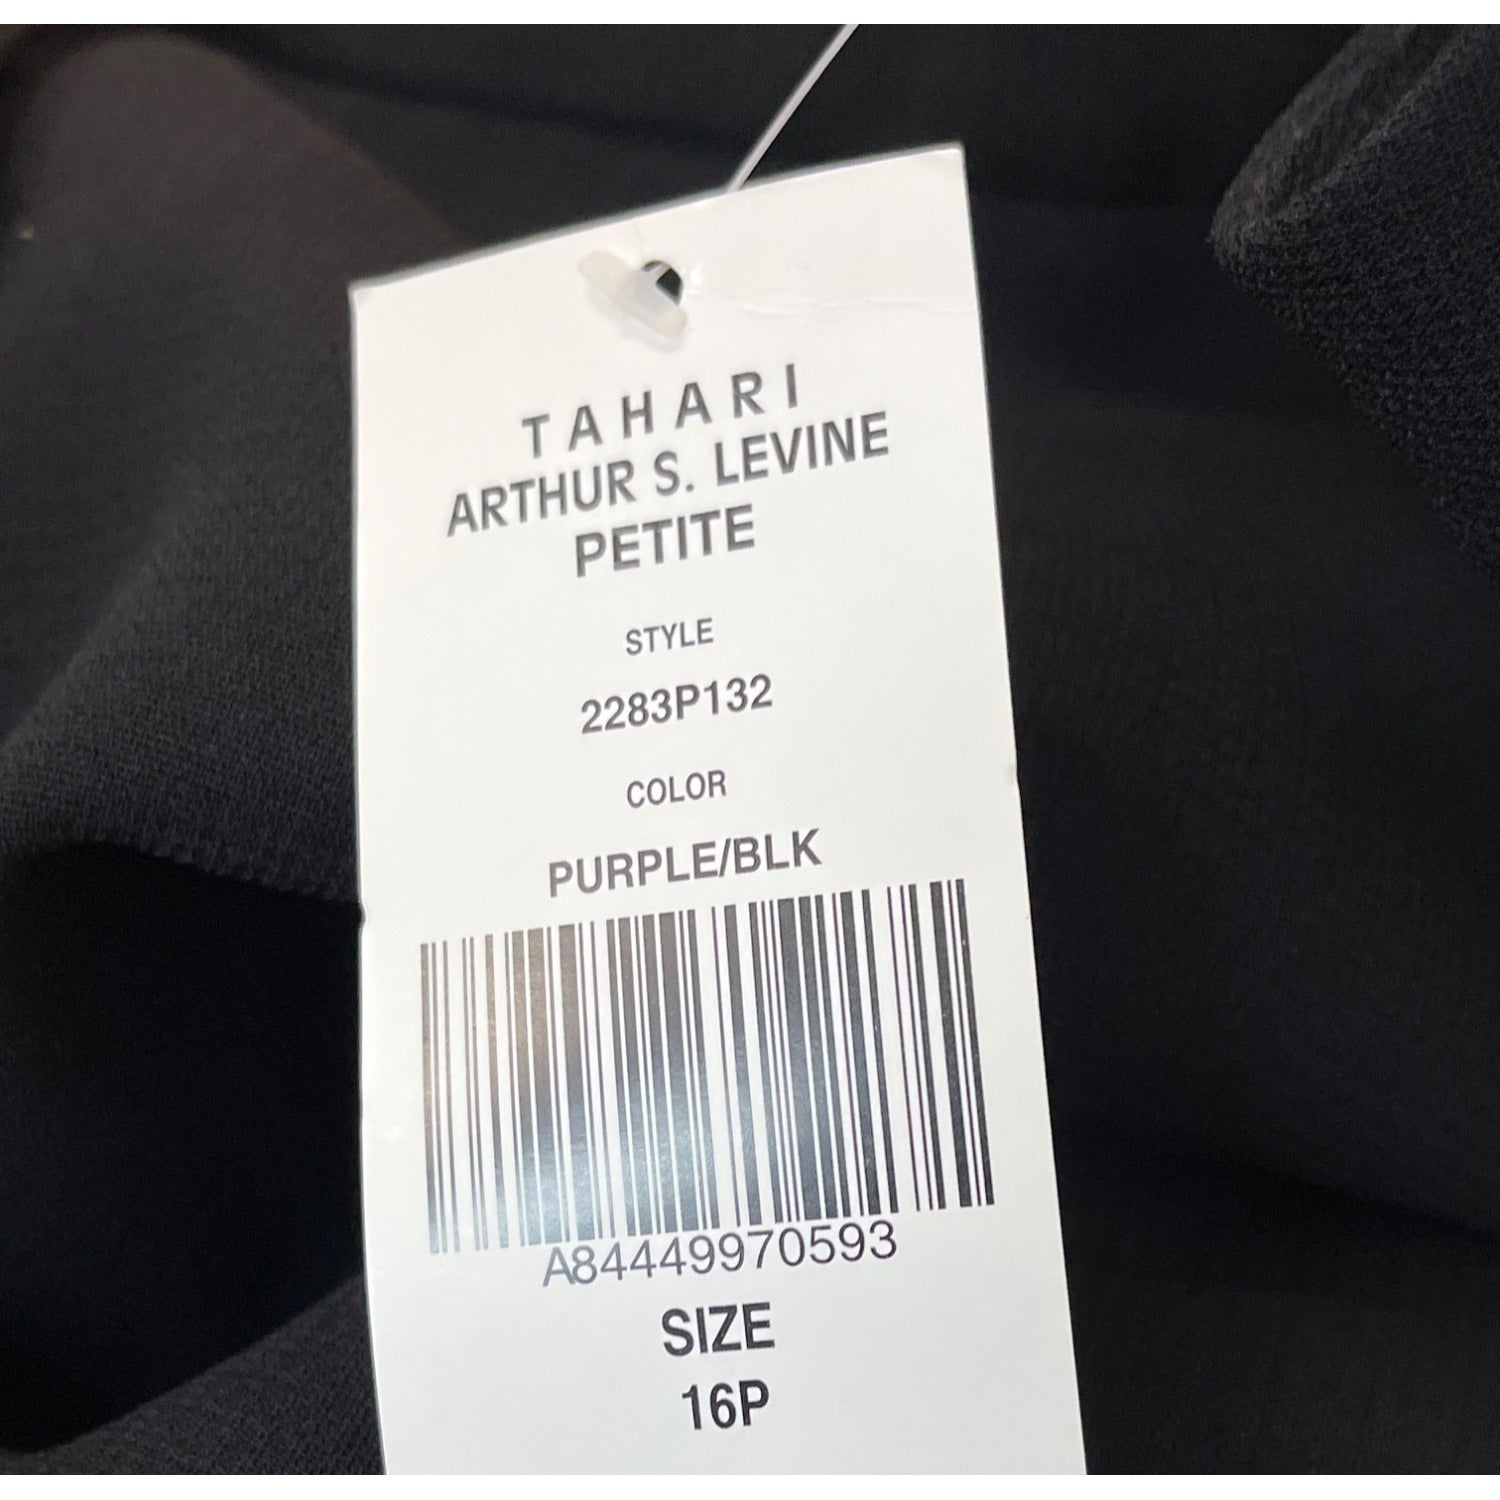 TAHARI
ARTHUR S. LEVINE
PETITE
STYLE
2283P132
COLOR
PURPLE/BLK
A84449970593
SIZE
16P